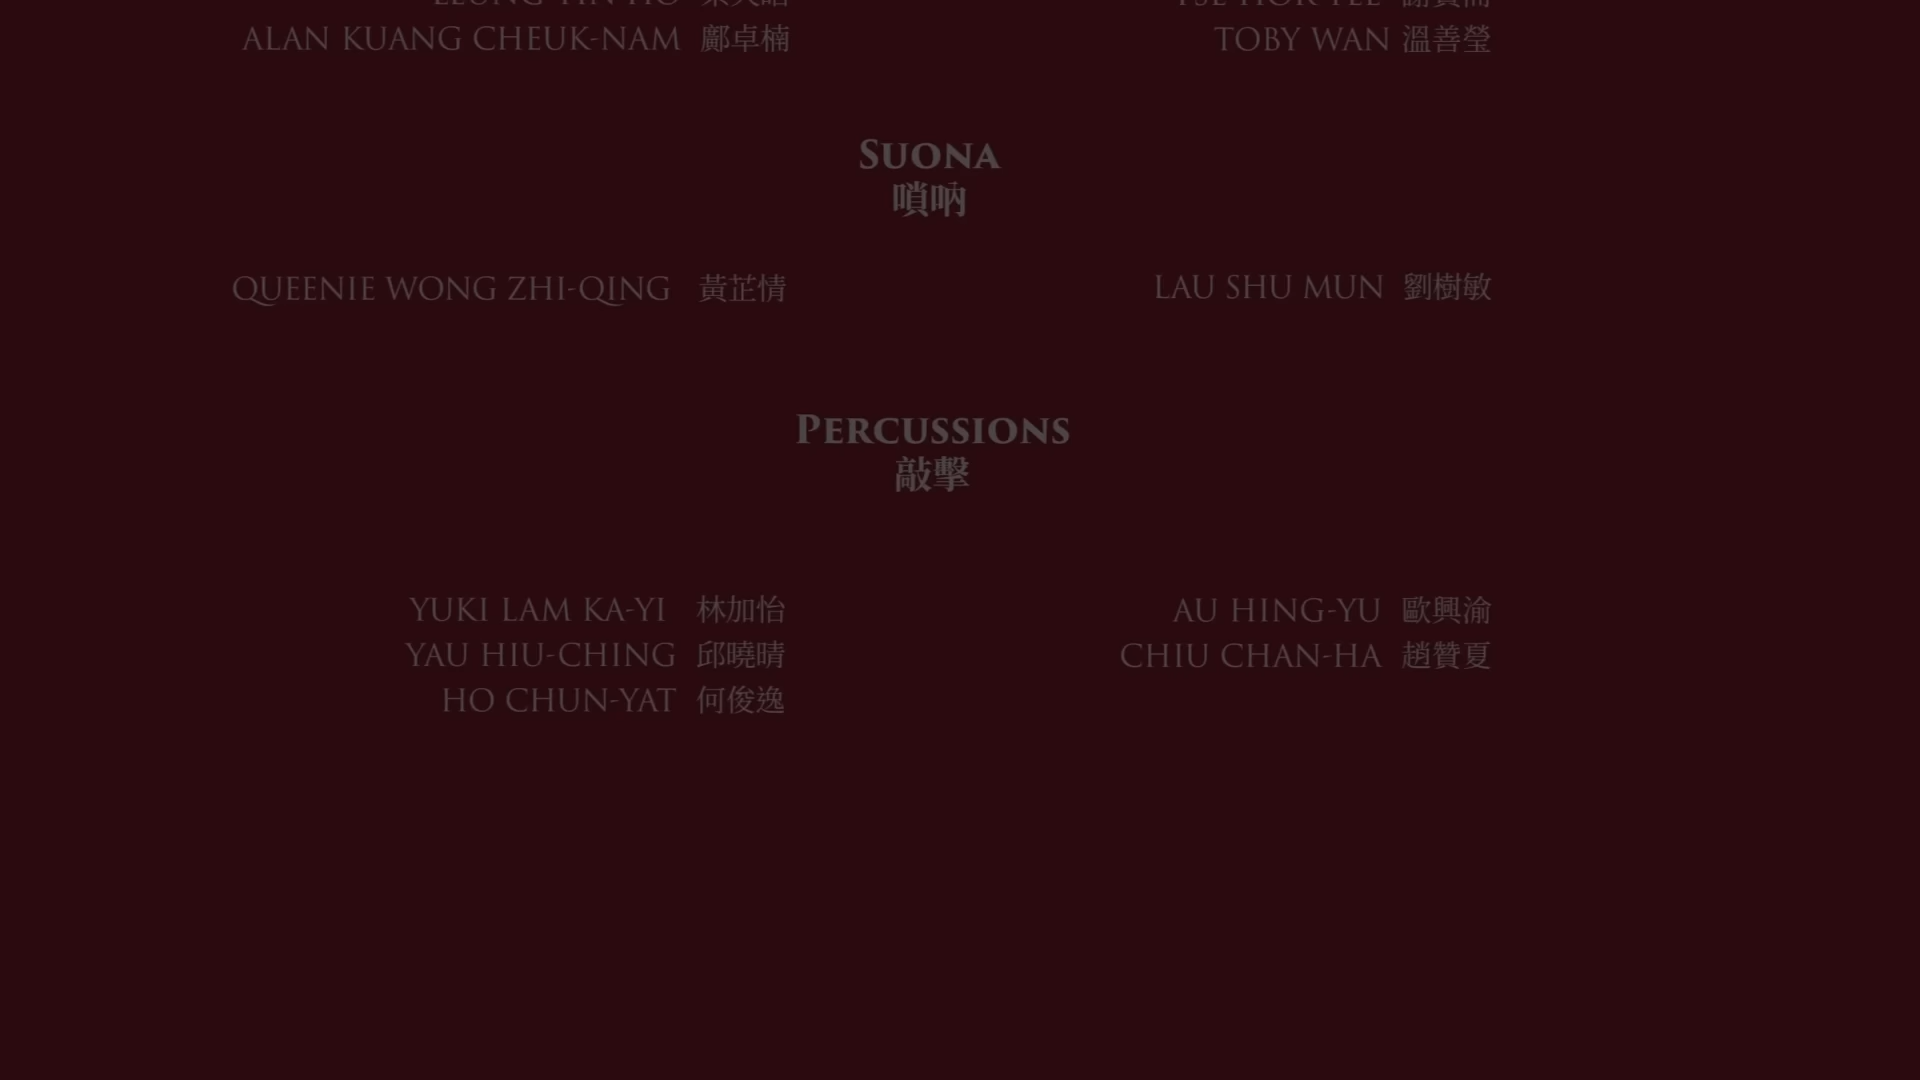 ALAN KUANG CHEUK-NAM 鄺卓楠
TOBY WAN 溫善瑩
SUONA
嗩吶
QUEENIE WONG ZHI-QING 黃芷情
LAU SHU MUN 劉樹敏
PERCUSSIONS
敲擊
YUKI LAM KA-YI 林加怡
AU HING-YU 歐興渝
YAU HIU-CHING 邱曉晴
CHIU CHAN-HA 趙贊夏
HO CHUN-YAT 何俊逸